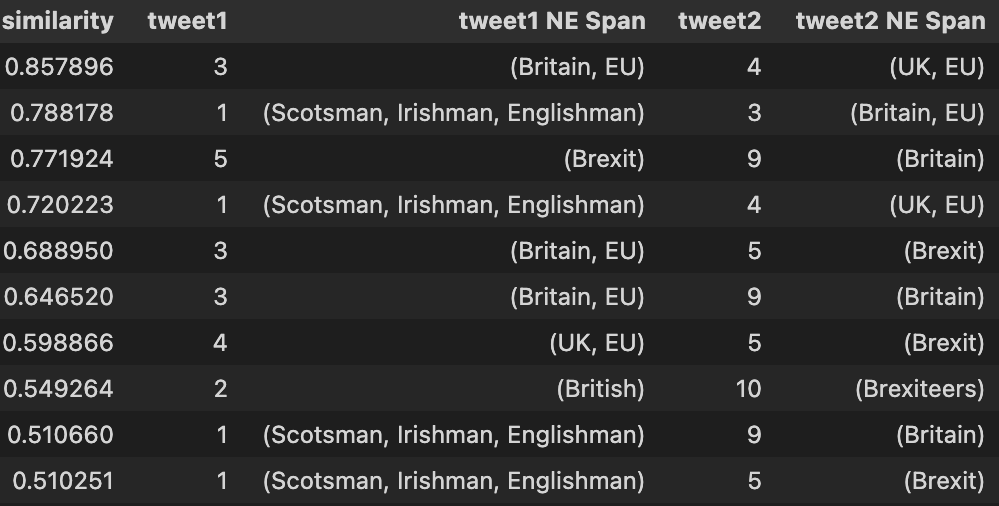 similarity tweet1 tweet1 NE Span tweet2 tweet2 NE Span
0.857896 3 (Britain, EU) 4 (UK, EU)
0.788178 1 (Scotsman, Irishman, Englishman) 3 (Britain, EU)
0.771924 5 (Brexit) 9 (Britain)
0.720223 1 (Scotsman, Irishman, Englishman) 4 (UK, EU)
0.688950 3 (Britain, EU) 5 (Brexit)
0.646520 3 (Britain, EU) 9 (Britain)
0.598866 4 (UK, EU) 5 (Brexit)
0.549264 2 (British) 10 (Brexiteers)
0.510660 1 (Scotsman, Irishman, Englishman) 9 (Britain)
0.510251 1 (Scotsman, Irishman, Englishman) 5 (Brexit)